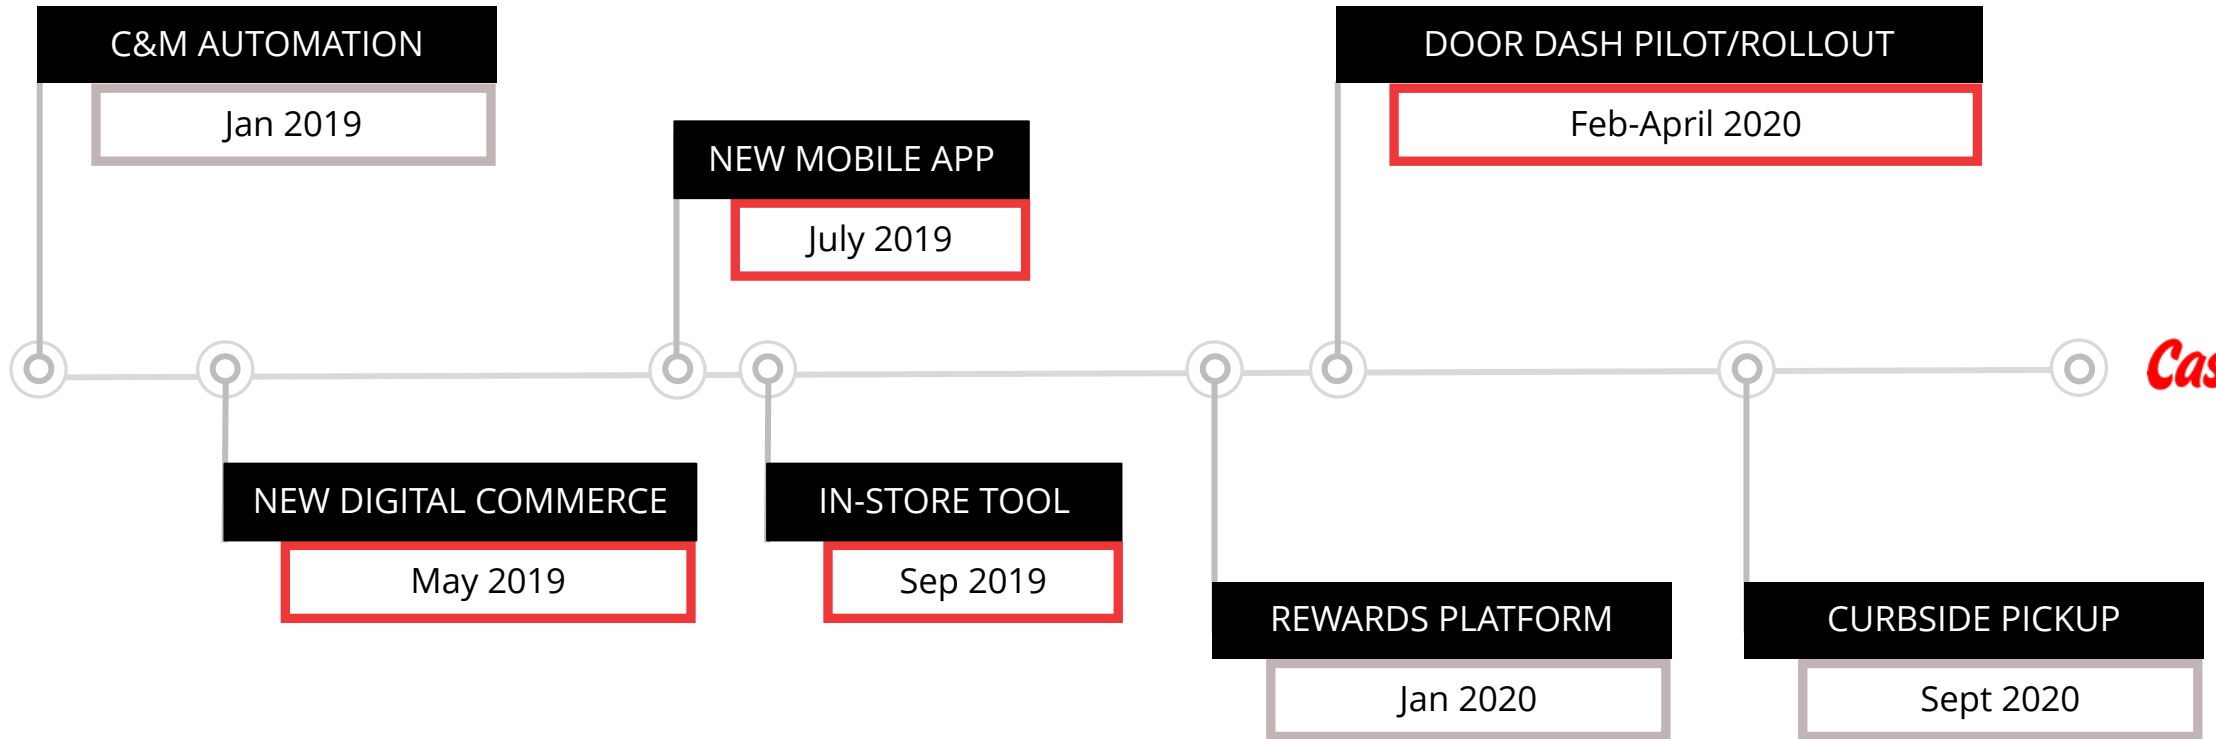 C&M AUTOMATION
Jan 2019
DOOR DASH PILOT/ROLLOUT
Feb-April 2020
NEW MOBILE APP
July 2019
Cas
NEW DIGITAL COMMERCE
May 2019
IN-STORE TOOL
Sep 2019
REWARDS PLATFORM
Jan 2020
CURBSIDE PICKUP
Sept 2020